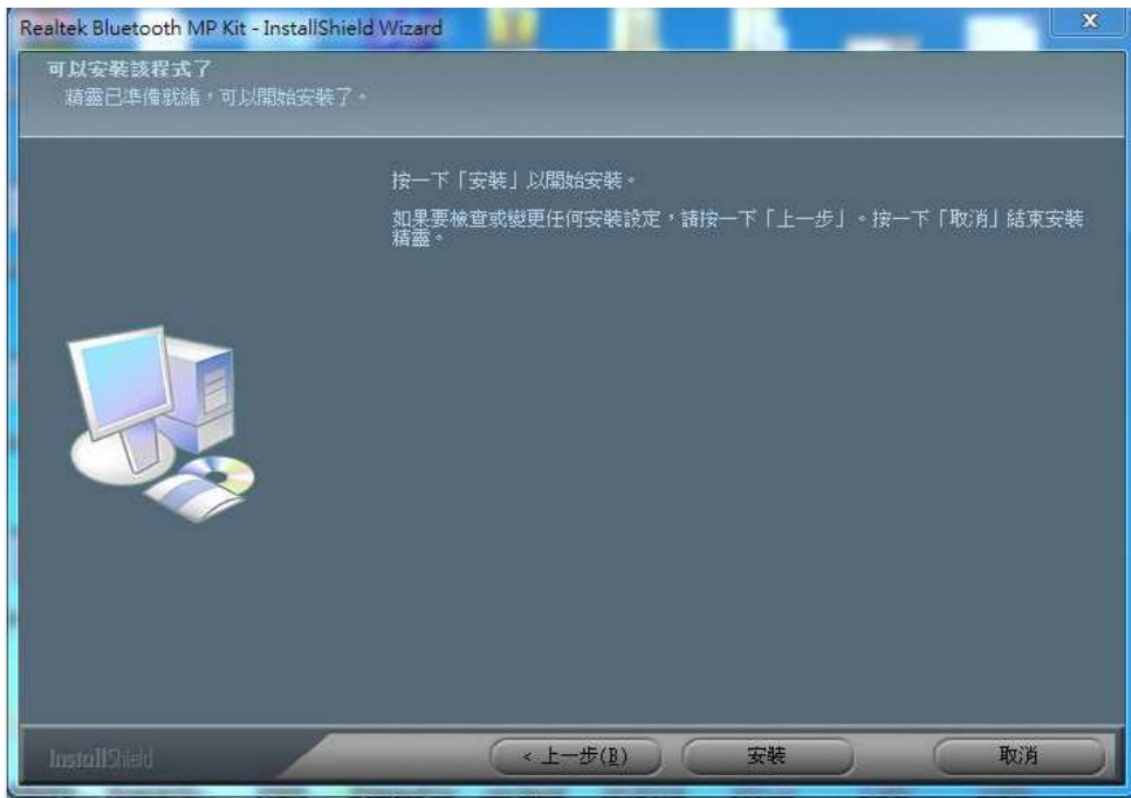 Realtek Bluetooth MP Kit - InstallShield Wizard
X
可以安裝該程式了
精靈已準備就緒，可以開始安裝了。
按一下「安裝」以開始安裝。
如果要檢查或變更任何安裝設定，請按一下「上一步」。按一下「取消」結束安裝
精靈。
InstallShield
< 上一步(B)
安裝
取消